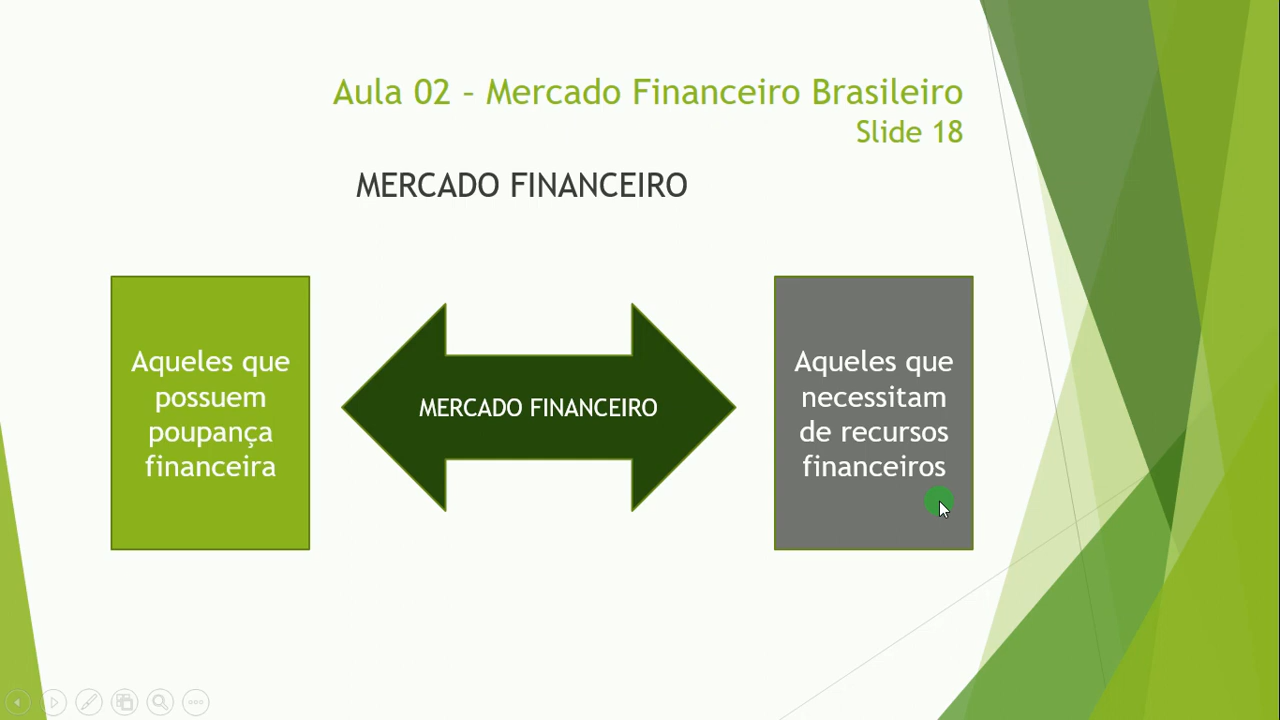 Aula 02 – Mercado Financeiro Brasileiro
Slide 18
MERCADO FINANCEIRO
Aqueles que
possuem
poupança
financeira
MERCADO FINANCEIRO
Aqueles que
necessitam
de recursos
financeiros